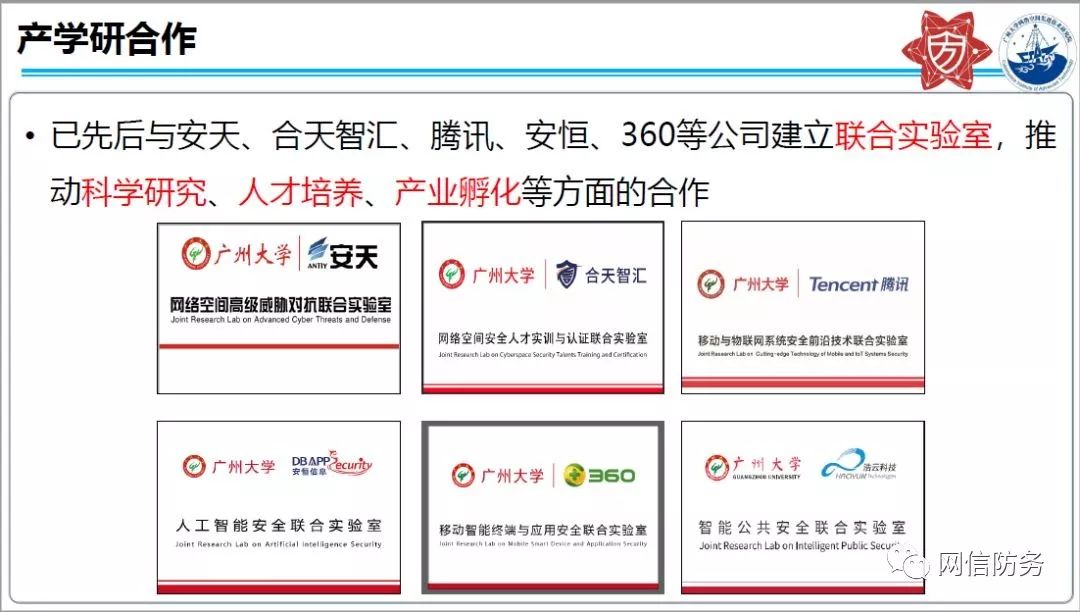 产学研合作
• 已先后与安天、合天智汇、腾讯、安恒、360等公司建立联合实验室，推
动科学研究、人才培养、产业孵化等方面的合作
广州大学 ANTIY 安天
网络空间高级威胁对抗联合实验室
Joint Research Lab on Advanced Cyber Threats and Defense
广州大学 合天智汇
网络空间安全人才实训与认证联合实验室
Joint Research Lab on Cyberspace Security Talents Training and Certification
广州大学 Tencent 腾讯
移动与物联网系统安全前沿技术联合实验室
Joint Research Lab on Cutting-edge Technology of Mobile and IoT Systems Security
广州大学 DBAPPSecurity
安恒信息
人工智能安全联合实验室
Joint Research Lab on Artificial Intelligence Security
广州大学 360
移动智能终端与应用安全联合实验室
Joint Research Lab on Mobile Smart Device and Application Security
广州大学 浩云科技
GUANGZHOU UNIVERSITY HAOYUN Technologies
智能公共安全联合实验室
Joint Research Lab on Intelligent Public Securi
网信防务